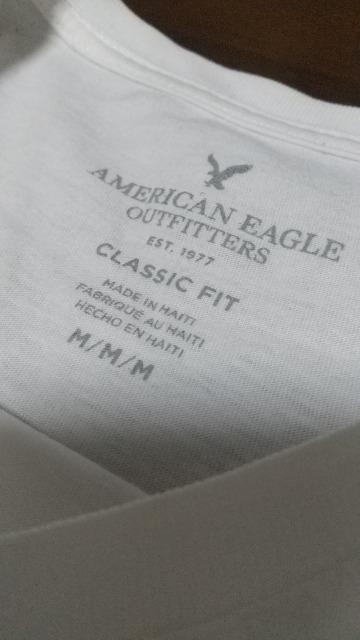 AMERICAN EAGLE
OUTFITTERS
EST. 1977
CLASSIC FIT
MADE IN HAITI
FABRIQUÉ AU HAITI
HECHO EN HAITI
M/M/M